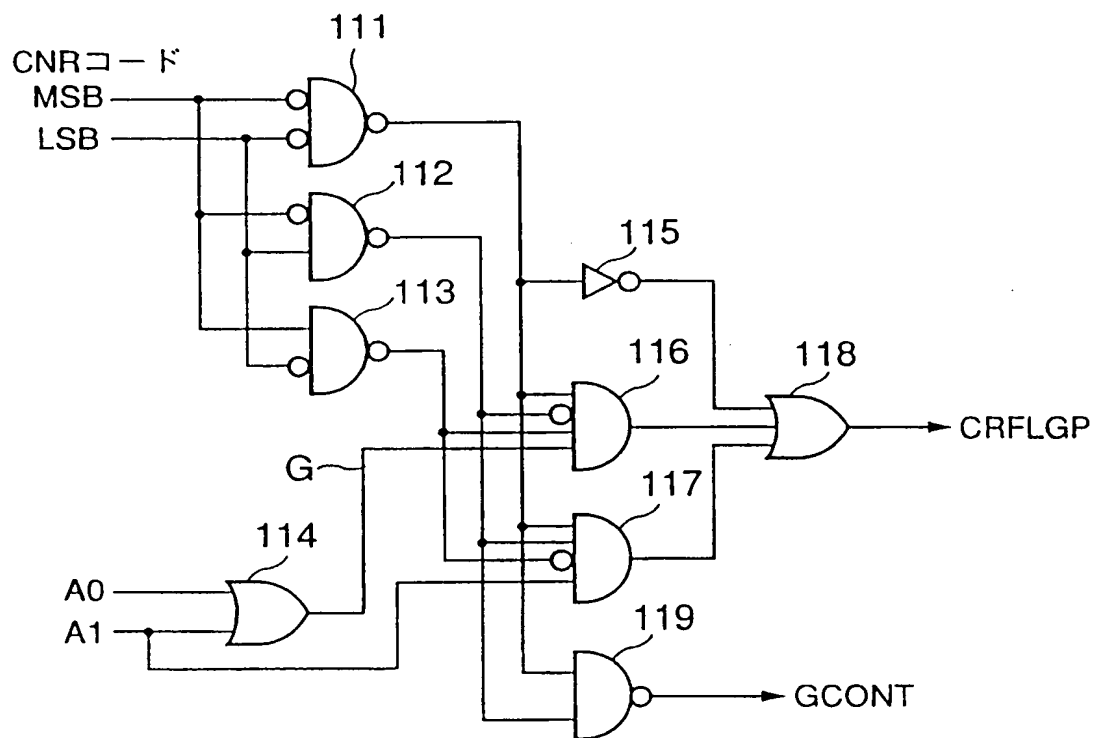 111
CNRコード
MSB
LSB
112
115
113
116
118
CRFLGP
G
117
114
A0
A1
119
GCONT